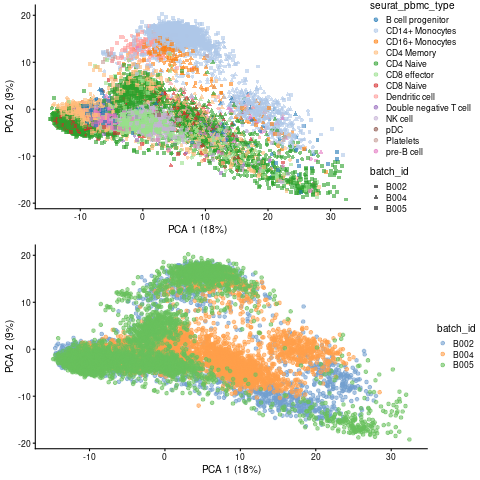 seurat_pbmc_type
B cell progenitor
CD14+ Monocytes
CD16+ Monocytes
CD4 Memory
CD4 Naive
CD8 effector
CD8 Naive
Dendritic cell
Double negative T cell
NK cell
pDC
Platelets
pre-B cell
batch_id
B002
B004
B005
20
10
0
-10
-20
PCA 2 (9%)
-10 0 10 20 30
PCA 1 (18%)
20
10
0
-10
-20
PCA 2 (9%)
-10 0 10 20 30
PCA 1 (18%)
batch_id
B002
B004
B005